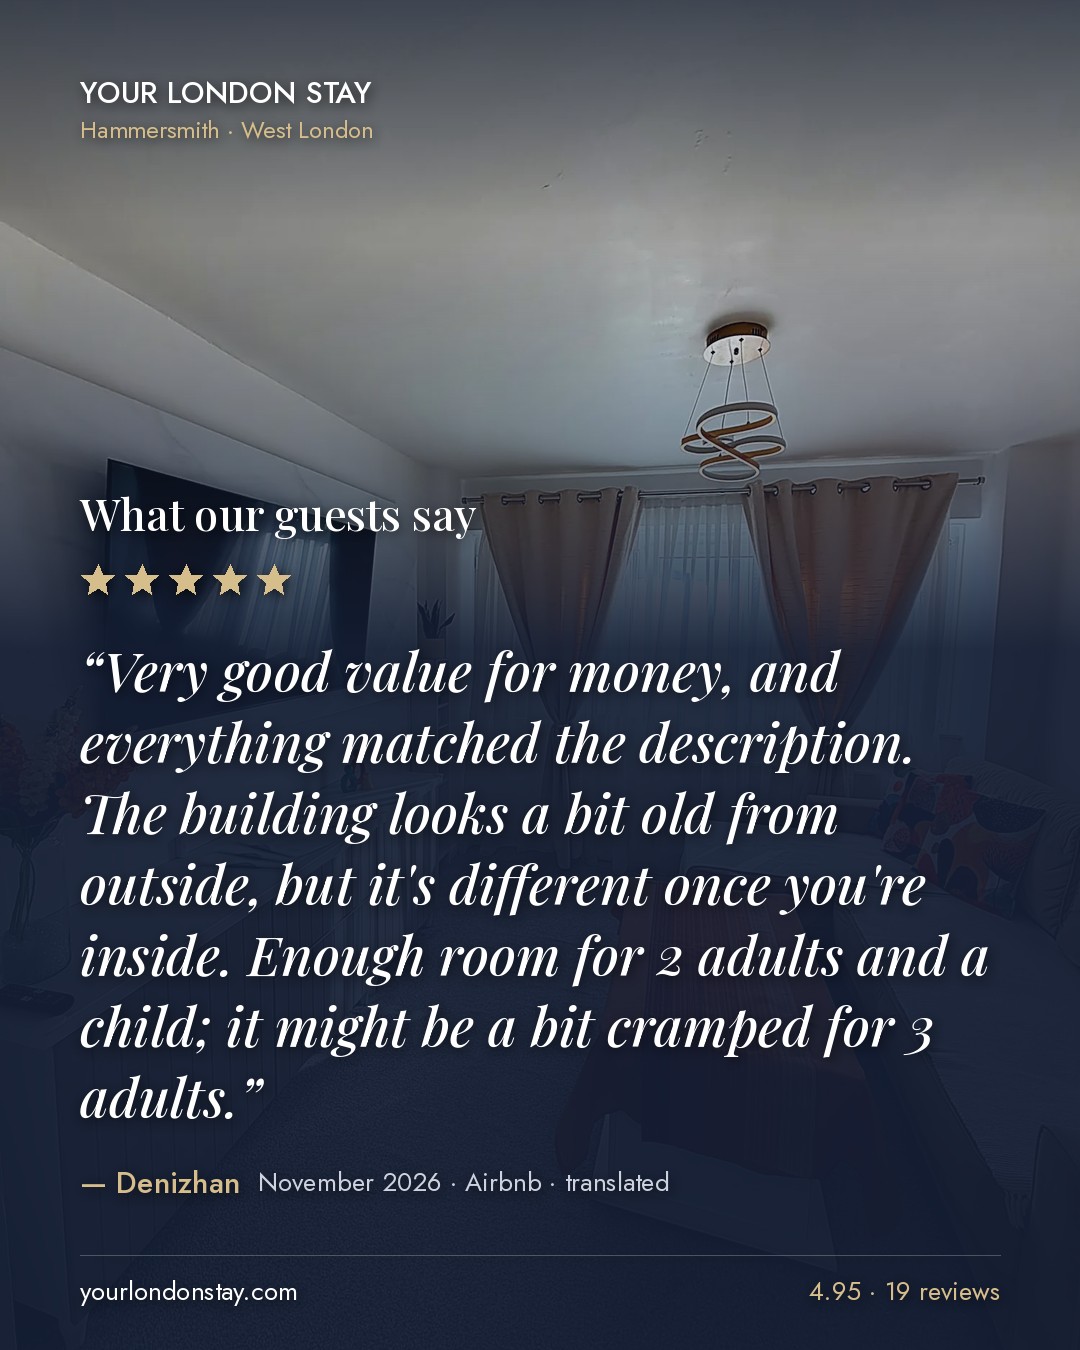 YOUR LONDON STAY
Hammersmith · West London
What our guests say
“Very good value for money, and
everything matched the description.
The building looks a bit old from
outside, but it's different once you're
inside. Enough room for 2 adults and a
child; it might be a bit cramped for 3
adults.”
— Denizhan November 2026 · Airbnb · translated
yourlondonstay.com
4.95 · 19 reviews